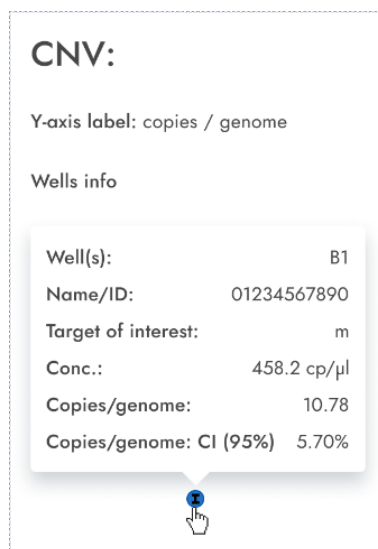 CNV:
Y-axis label: copies / genome
Wells info
Well(s): B1
Name/ID: 01234567890
Target of interest: m
Conc.: 458.2 cp/µl
Copies/genome: 10.78
Copies/genome: CI (95%) 5.70%